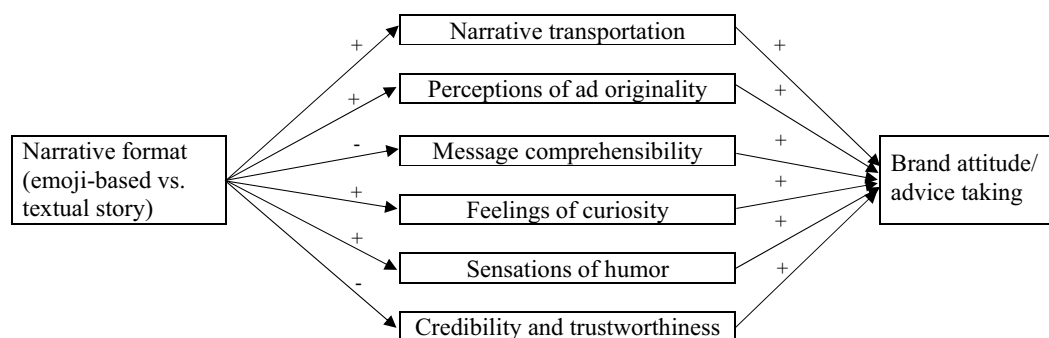 Narrative transportation
+
+
Perceptions of ad originality
+
+
-
Message comprehensibility
+
Narrative format
(emoji-based vs.
textual story)
Brand attitude/
advice taking
+
Feelings of curiosity
+
+
Sensations of humor
+
-
Credibility and trustworthiness
+